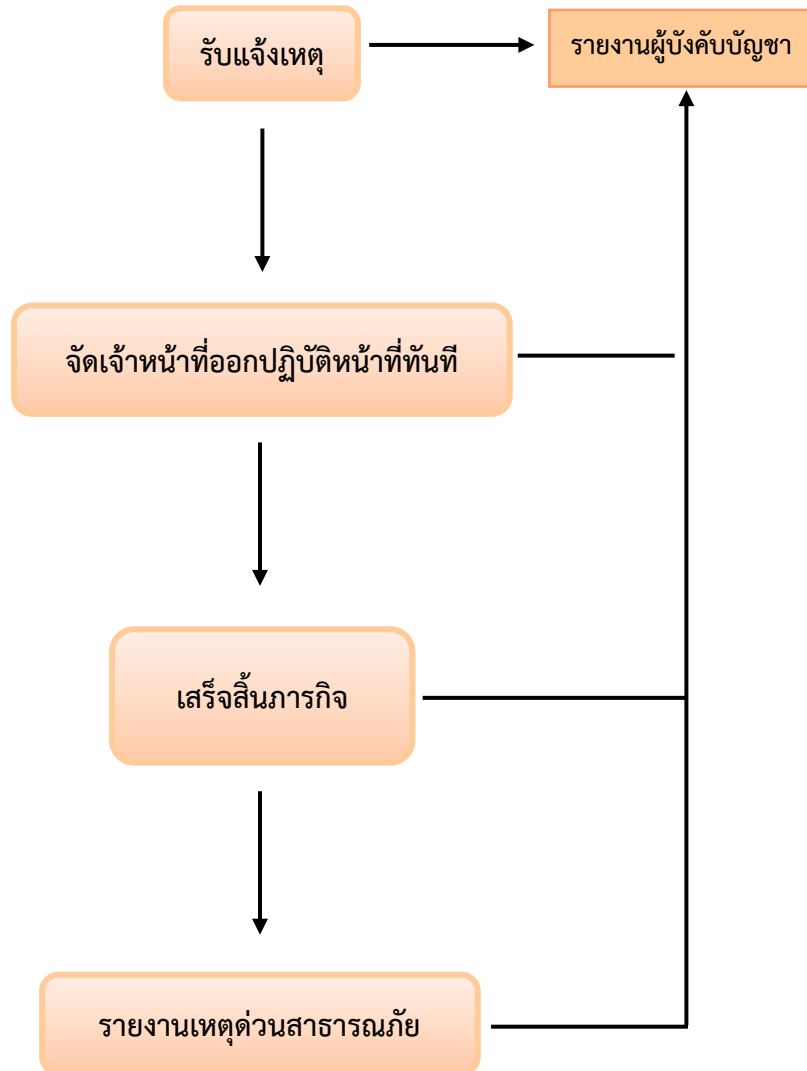 รับแจ้งเหตุ
รายงานผู้บังคับบัญชา
จัดเจ้าหน้าที่ออกปฏิบัติหน้าที่ทันที
เสร็จสิ้นภารกิจ
รายงานเหตุด่วนสาธารณภัย